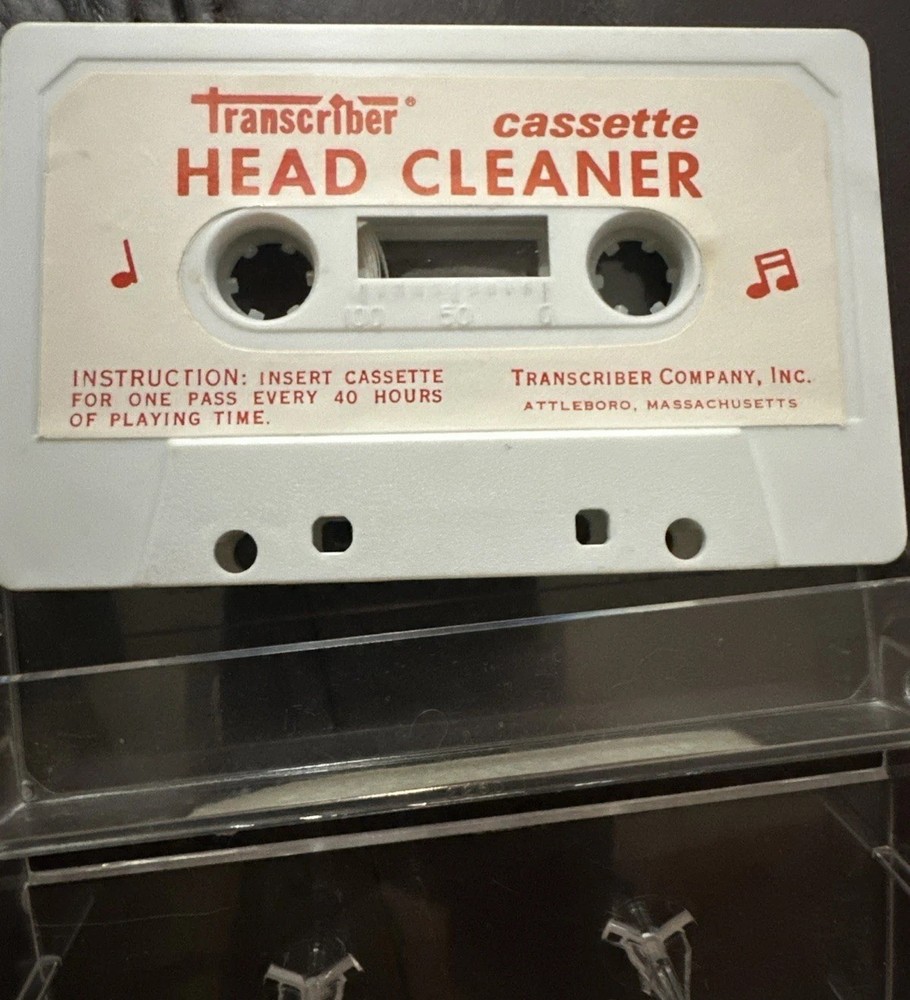 Transcriber® cassette
HEAD CLEANER
100 50 0
INSTRUCTION: INSERT CASSETTE
FOR ONE PASS EVERY 40 HOURS
OF PLAYING TIME.
TRANSCRIBER COMPANY, INC.
ATTLEBORO, MASSACHUSETTS